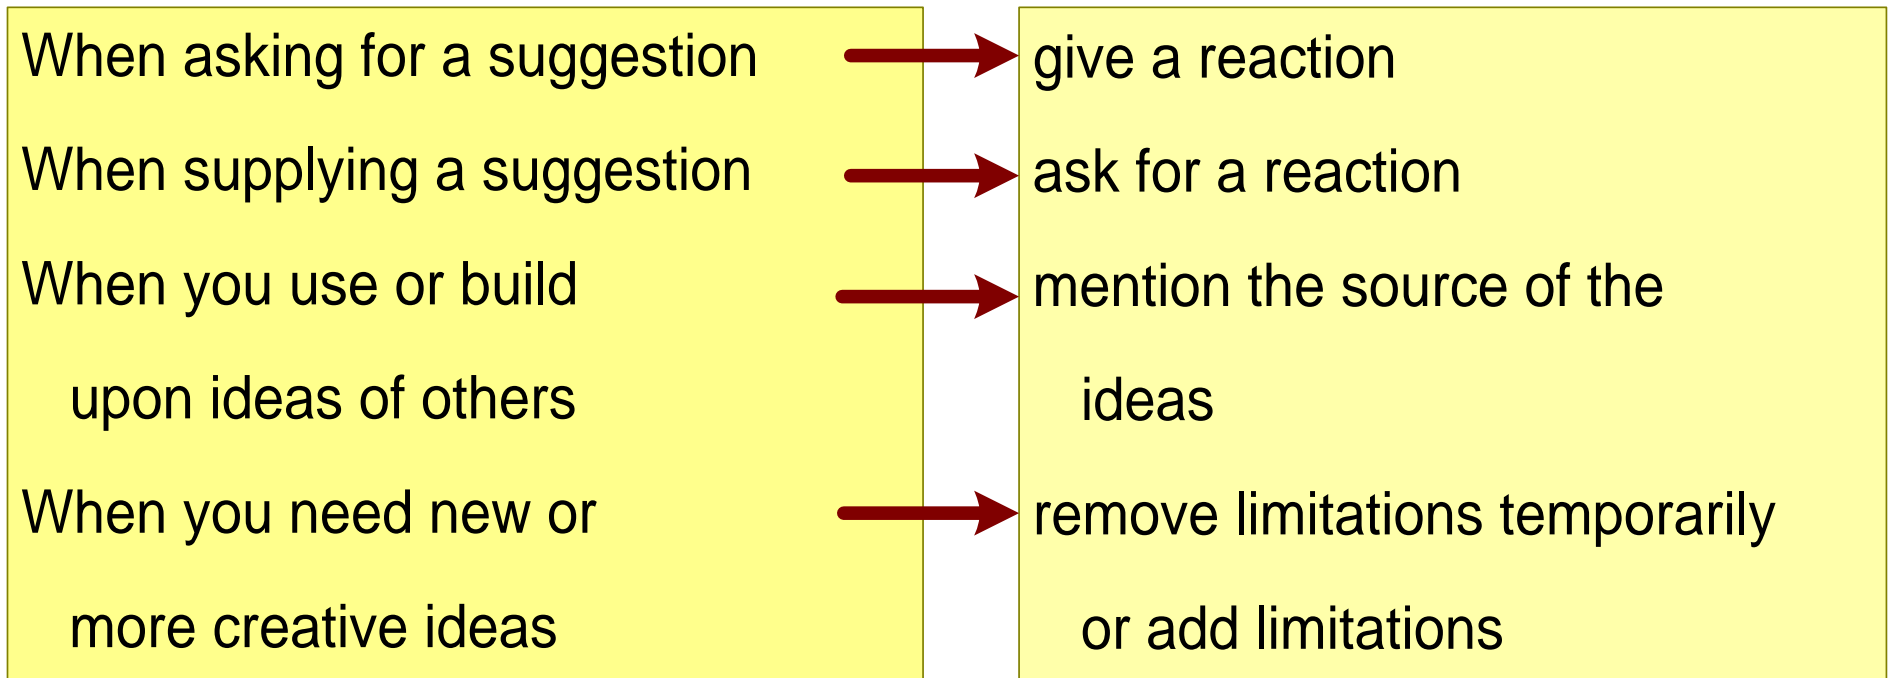 When asking for a suggestion
give a reaction
When supplying a suggestion
ask for a reaction
When you use or build
upon ideas of others
mention the source of the
ideas
When you need new or
more creative ideas
remove limitations temporarily
or add limitations